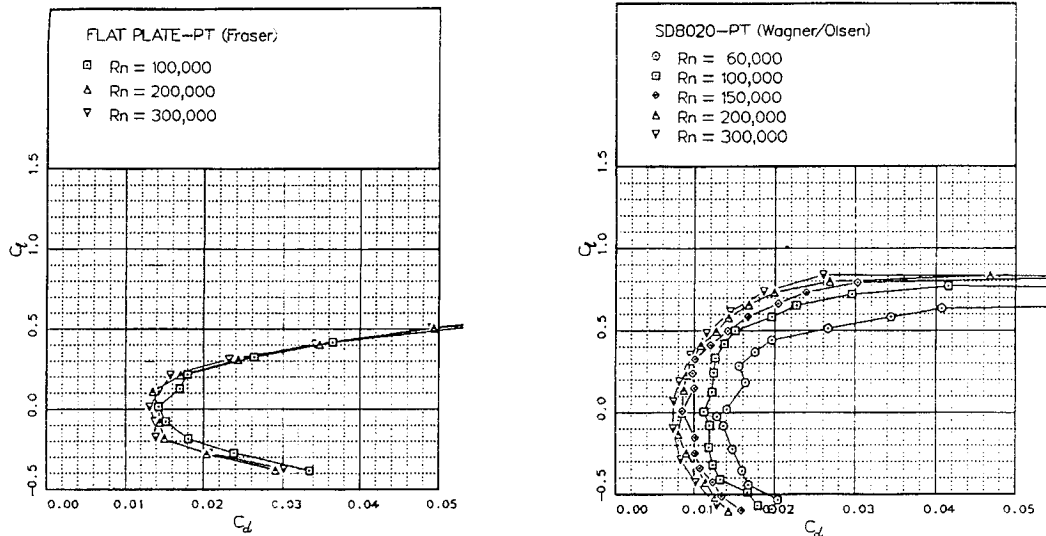 FLAT PLATE-PT (Fraser)
Rn = 100,000
Rn = 200,000
Rn = 300,000
1.5
1.0
Cl
0.5
0.0
-0.5
0.00 0.01 0.02 0.03 0.04 0.05
Cd
SD8020-PT (Wagner/Olsen)
Rn = 60,000
Rn = 100,000
Rn = 150,000
Rn = 200,000
Rn = 300,000
1.5
1.0
Cl
0.5
0.0
-0.5
0.00 0.01 0.02 0.03 0.04 0.05
Cd